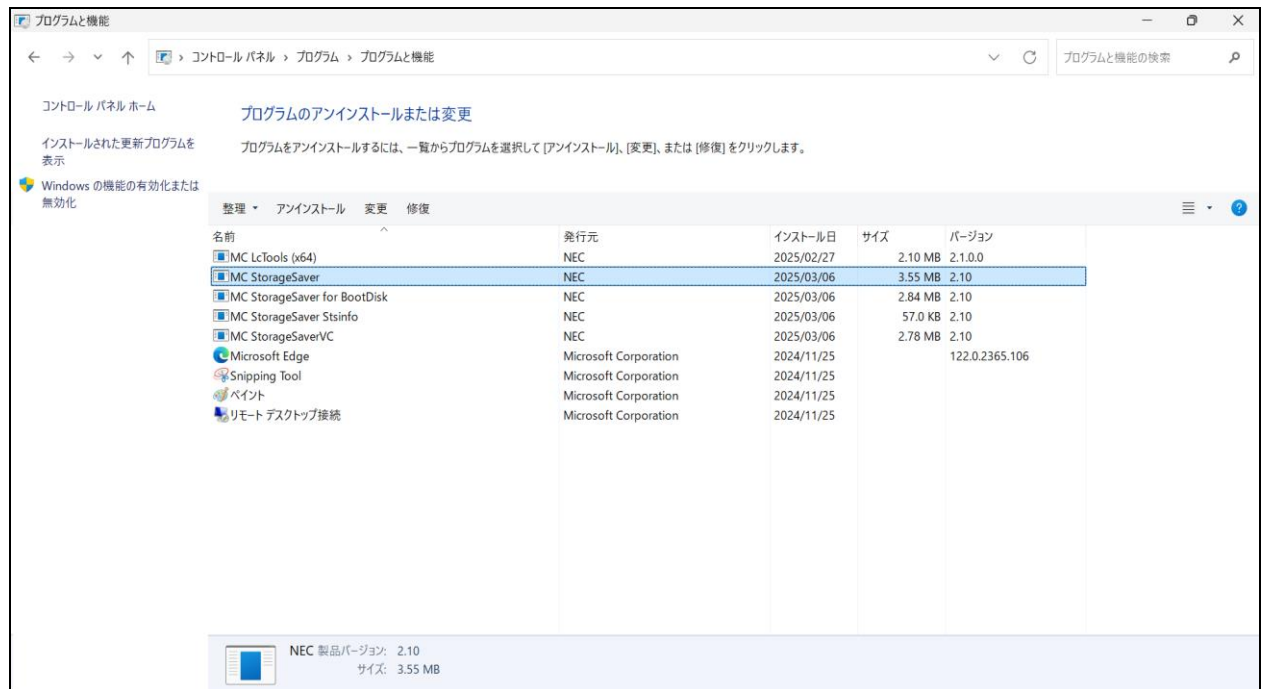 プログラムと機能
コントロール パネル › プログラム › プログラムと機能
プログラムと機能の検索
コントロール パネル ホーム
インストールされた更新プログラムを
表示
Windows の機能の有効化または
無効化
プログラムのアンインストールまたは変更
プログラムをアンインストールするには、一覧からプログラムを選択して [アンインストール]、[変更]、または [修復] をクリックします。
整理 アンインストール 変更 修復
名前 発行元 インストール日 サイズ バージョン
MC LcTools (x64) NEC 2025/02/27 2.10 MB 2.1.0.0
MC StorageSaver NEC 2025/03/06 3.55 MB 2.10
MC StorageSaver for BootDisk NEC 2025/03/06 2.84 MB 2.10
MC StorageSaver Stsinfo NEC 2025/03/06 57.0 KB 2.10
MC StorageSaverVC NEC 2025/03/06 2.78 MB 2.10
Microsoft Edge Microsoft Corporation 2024/11/25 122.0.2365.106
Snipping Tool Microsoft Corporation 2024/11/25
ペイント Microsoft Corporation 2024/11/25
リモート デスクトップ接続 Microsoft Corporation 2024/11/25
NEC 製品バージョン: 2.10
サイズ: 3.55 MB